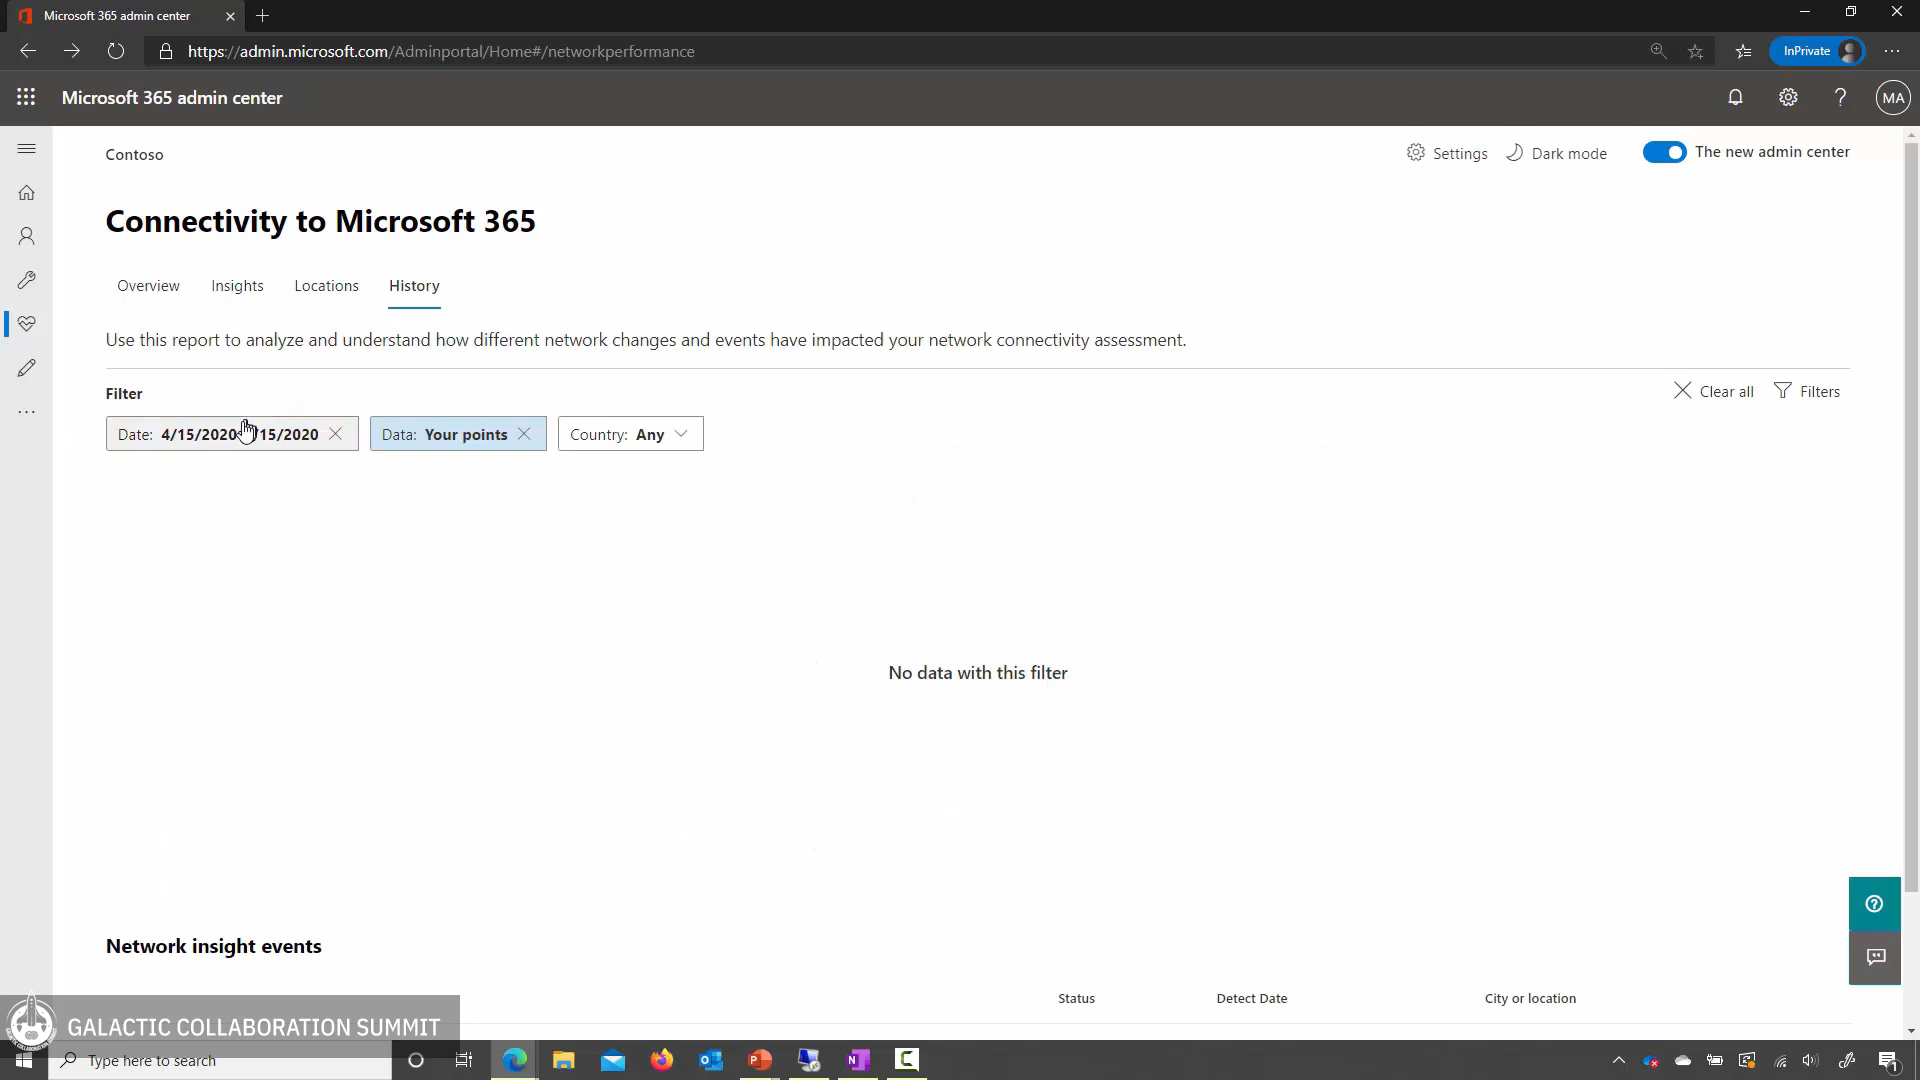 Microsoft 365 admin center
https://admin.microsoft.com/Adminportal/Home#/networkperformance
InPrivate
Microsoft 365 admin center
MA
Contoso
Settings
Dark mode
The new admin center
Connectivity to Microsoft 365
Overview Insights Locations History
Use this report to analyze and understand how different network changes and events have impacted your network connectivity assessment.
Filter
Clear all
Filters
Date: 4/15/2020 15/2020
Data: Your points
Country: Any
No data with this filter
Network insight events
Status Detect Date City or location
GALACTIC COLLABORATION SUMMIT
Type here to search